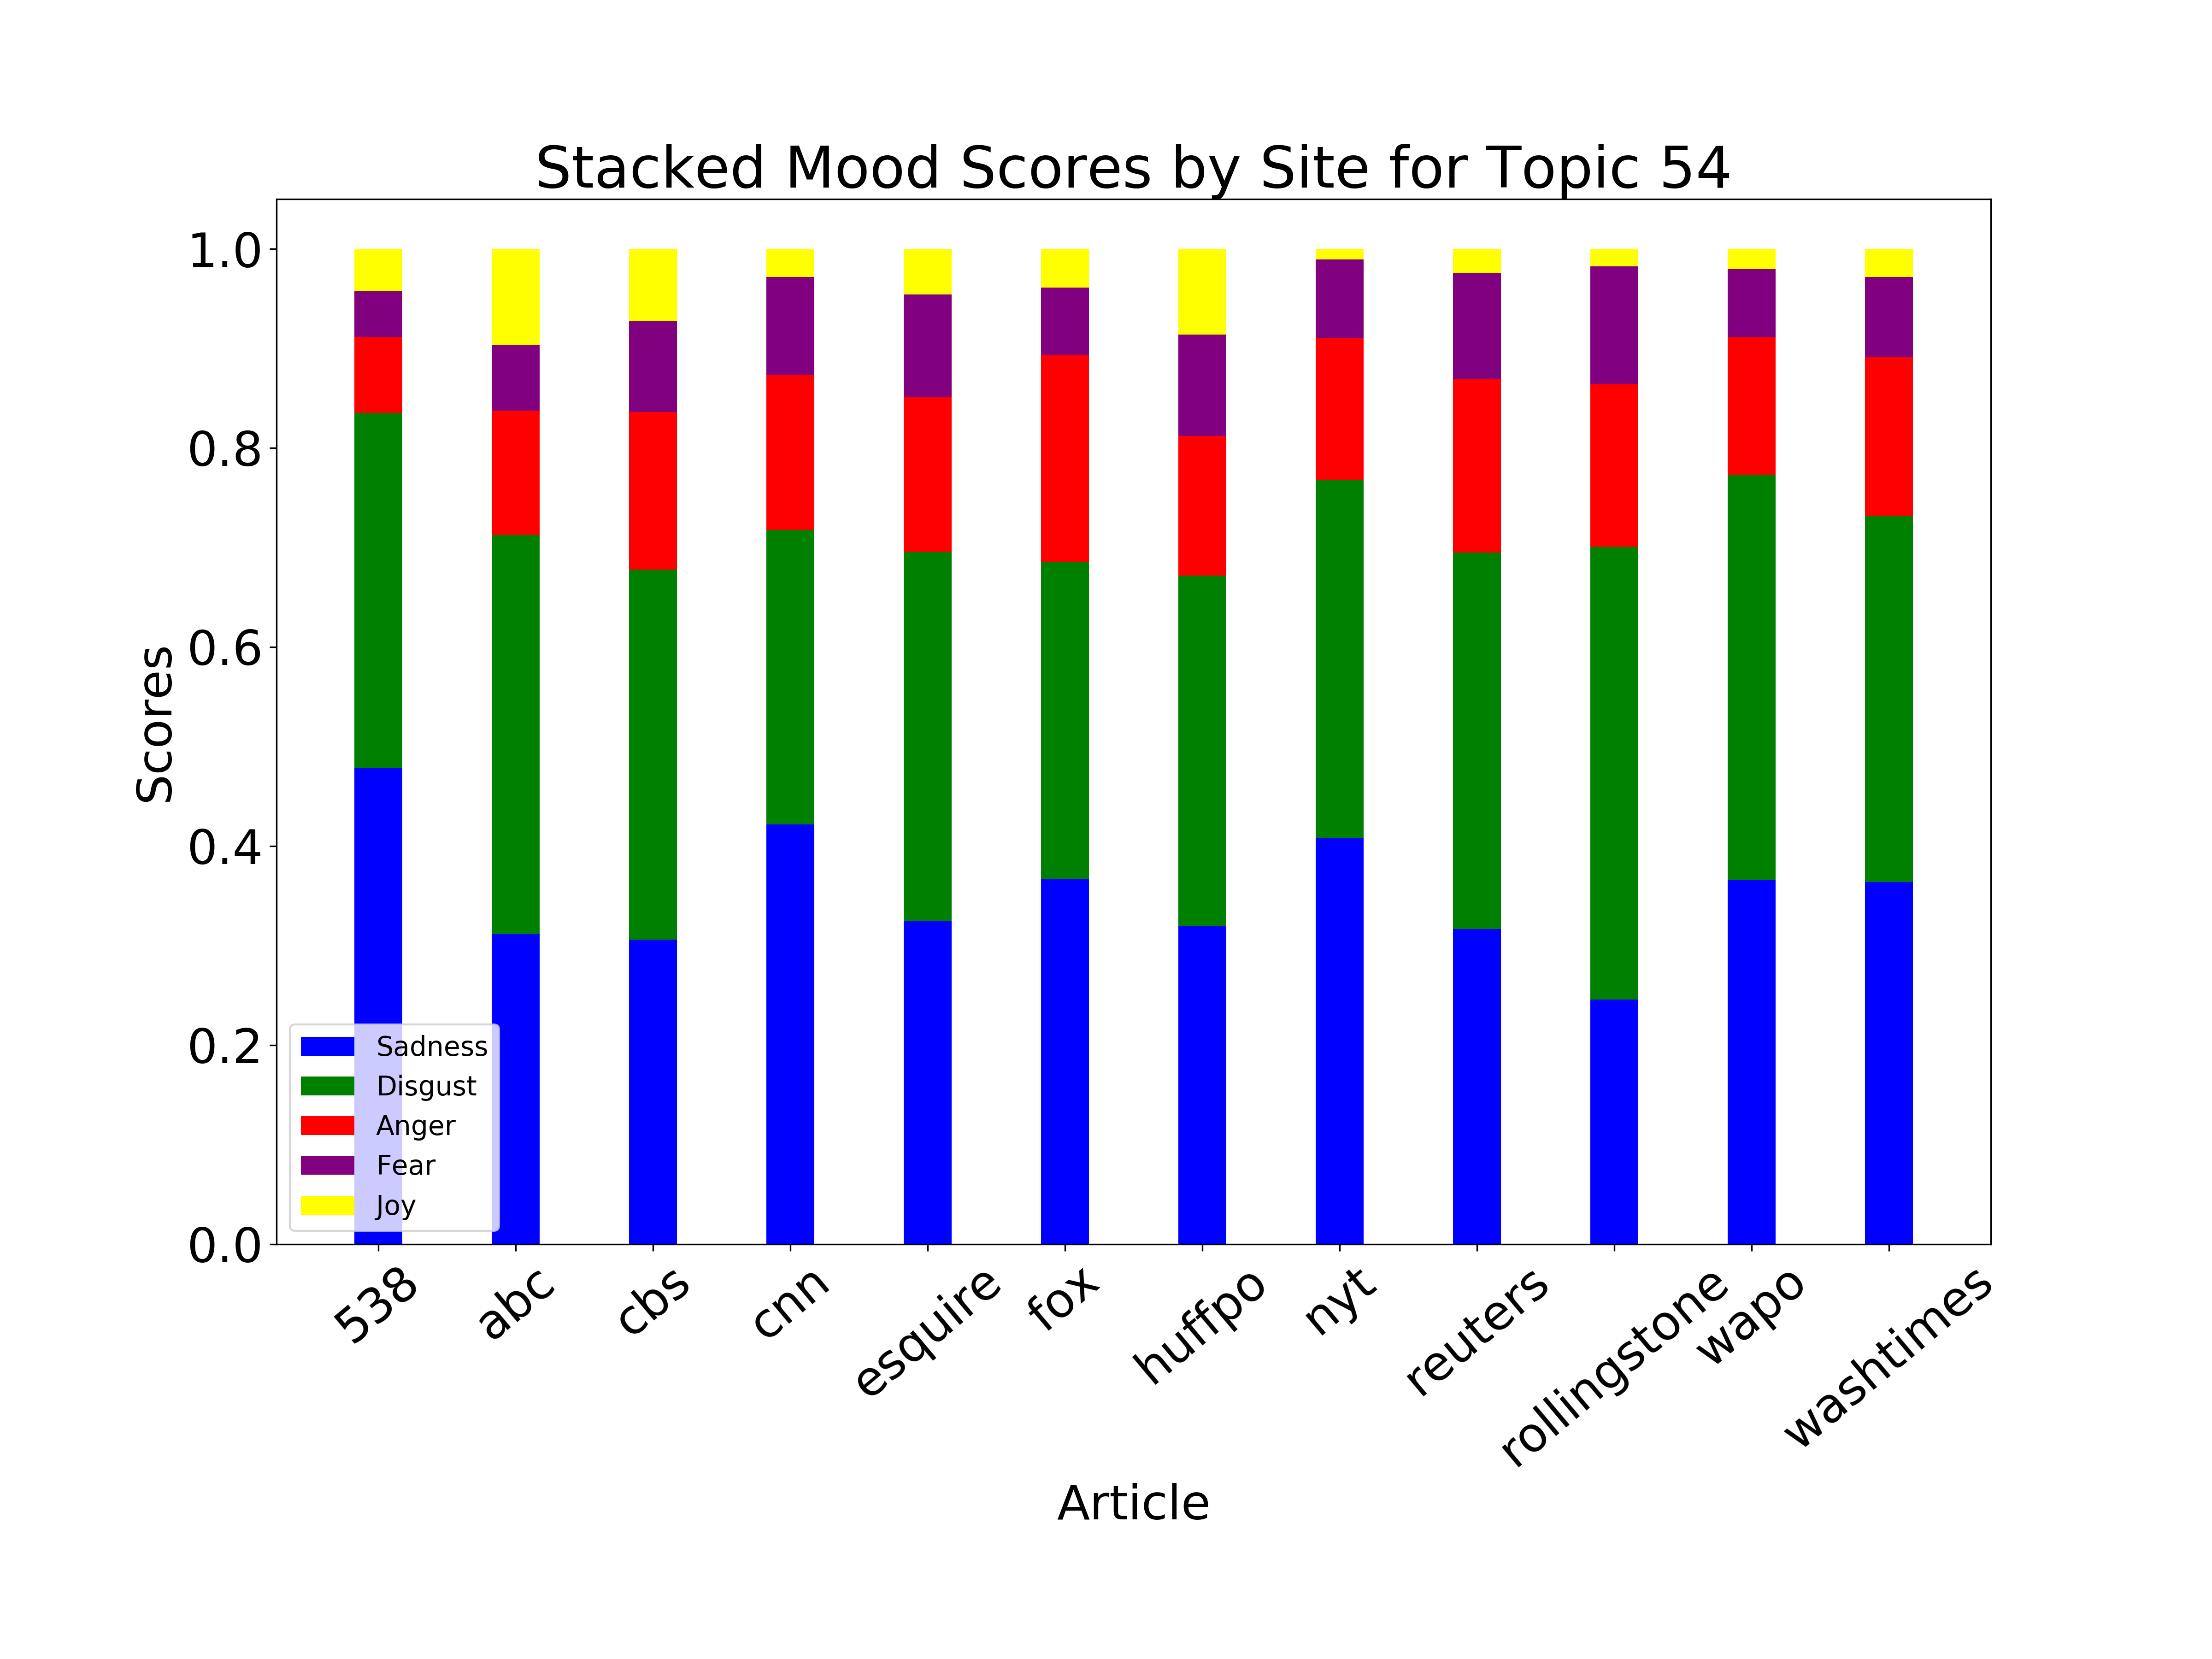 Stacked Mood Scores by Site for Topic 54
Scores
1.0
0.8
0.6
0.4
0.2
0.0
Sadness
Disgust
Anger
Fear
Joy
538
abc
cbs
cnn
esquire
fox
huffpo
nyt
reuters
rollingstone
wapo
washtimes
Article